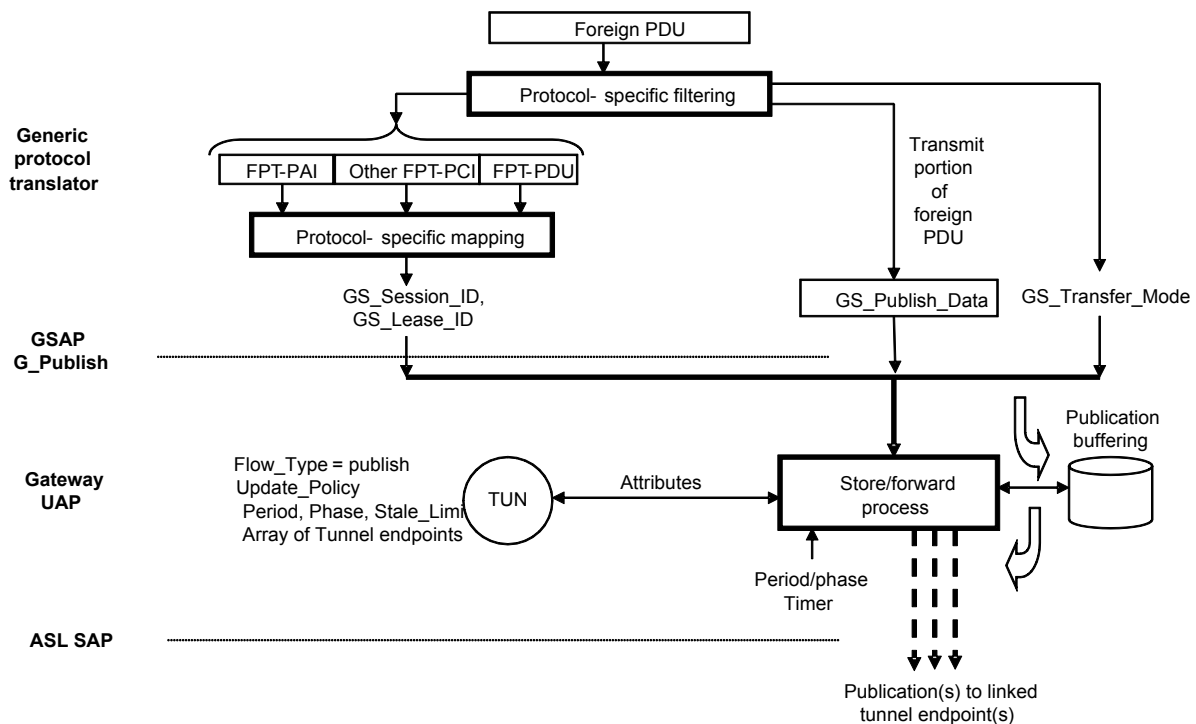 Foreign PDU
Protocol- specific filtering
Generic
protocol
translator
FPT-PAI
Other FPT-PCI
FPT-PDU
Transmit
portion
of
foreign
PDU
Protocol- specific mapping
GS_Session_ID,
GS_Lease_ID
GS_Publish_Data
GS_Transfer_Mode
GSAP
G_Publish
Publication
buffering
Gateway
UAP
Flow_Type = publish
Update_Policy
Period, Phase, Stale_Limi
Array of Tunnel endpoints
TUN
Attributes
Store/forward
process
Period/phase
Timer
ASL SAP
Publication(s) to linked
tunnel endpoint(s)